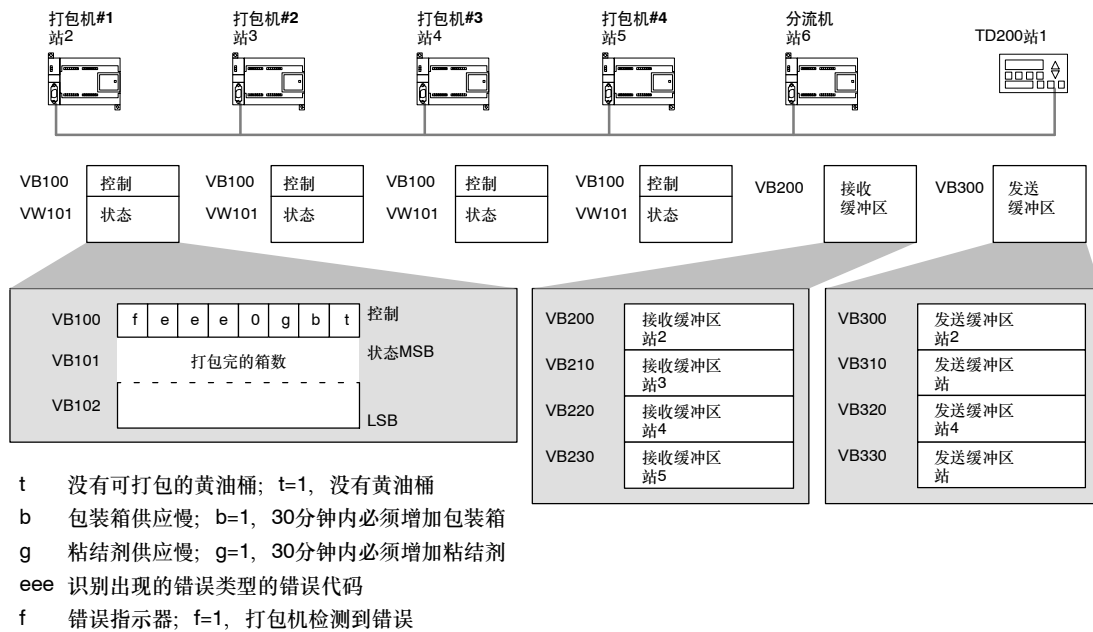 打包机#1
站2
打包机#2
站3
打包机#3
站4
打包机#4
站5
分流机
站6
TD200站1
VB100 控制
VW101 状态
VB100 控制
VW101 状态
VB100 控制
VW101 状态
VB100 控制
VW101 状态
VB200 接收
缓冲区
VB300 发送
缓冲区
VB100 f e e e 0 g b t 控制
VB101 打包完的箱数 状态MSB
VB102
LSB
VB200 接收缓冲区
站2
VB210 接收缓冲区
站3
VB220 接收缓冲区
站4
VB230 接收缓冲区
站5
VB300 发送缓冲区
站2
VB310 发送缓冲区
站
VB320 发送缓冲区
站4
VB330 发送缓冲区
站
t 没有可打包的黄油桶；t=1，没有黄油桶
b 包装箱供应慢；b=1，30分钟内必须增加包装箱
g 粘结剂供应慢；g=1，30分钟内必须增加粘结剂
eee 识别出现的错误类型的错误代码
f 错误指示器；f=1，打包机检测到错误